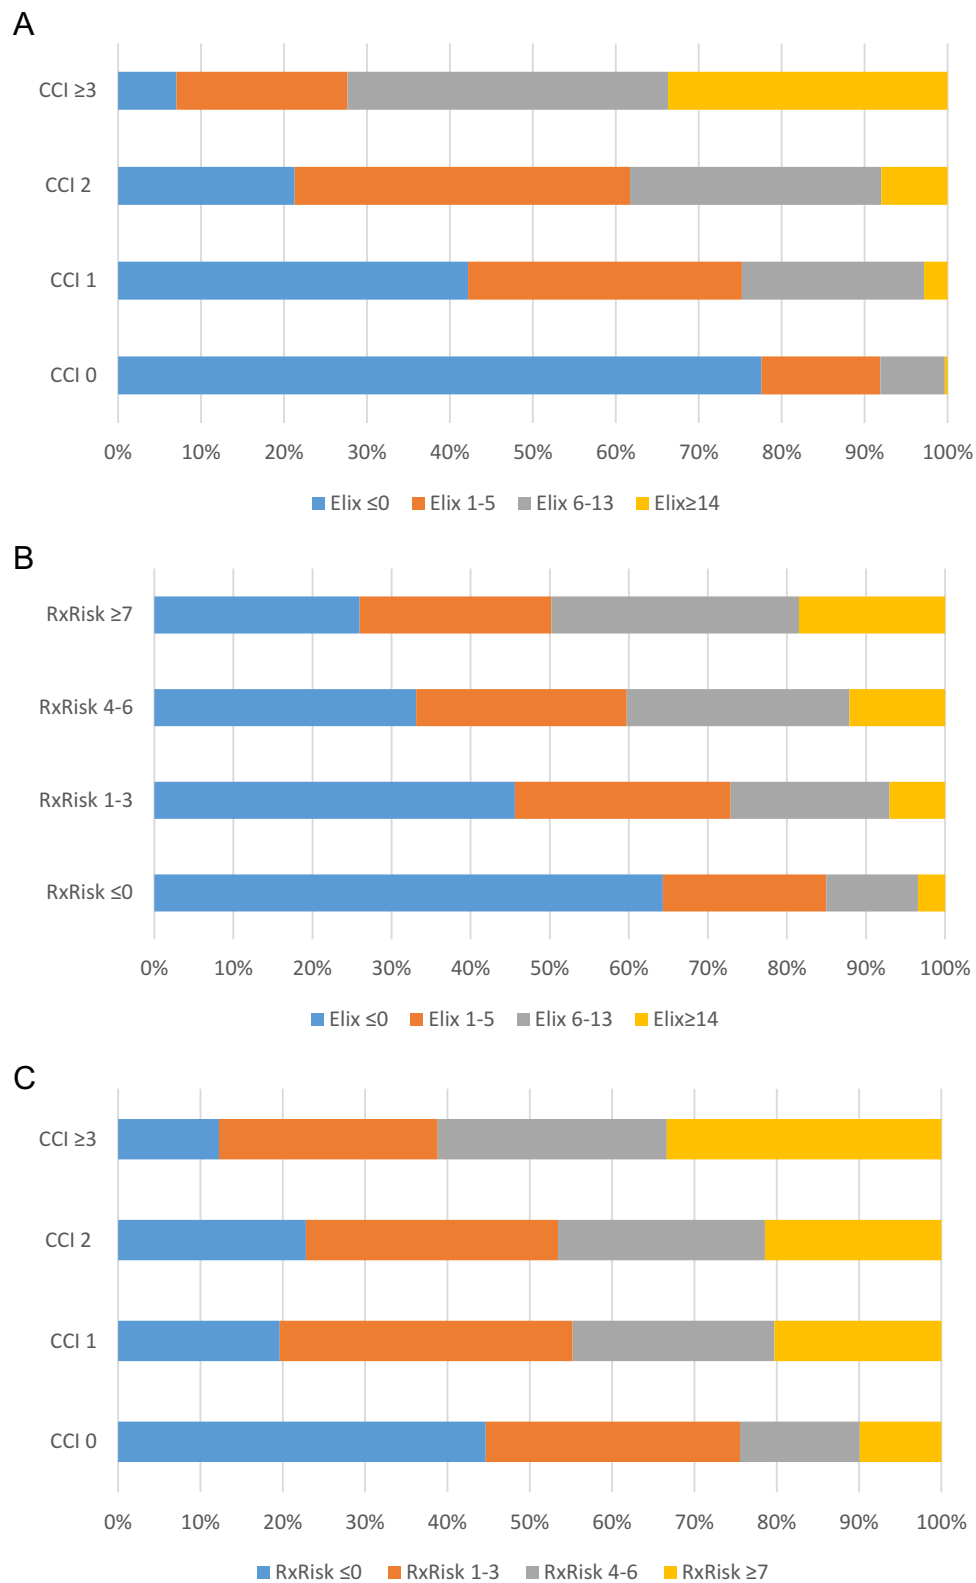 A
CCI ≥3
CCI 2
CCI 1
CCI 0
0% 10% 20% 30% 40% 50% 60% 70% 80% 90% 100%
Elix ≤0 Elix 1-5 Elix 6-13 Elix≥14
B
RxRisk ≥7
RxRisk 4-6
RxRisk 1-3
RxRisk ≤0
0% 10% 20% 30% 40% 50% 60% 70% 80% 90% 100%
Elix ≤0 Elix 1-5 Elix 6-13 Elix≥14
C
CCI ≥3
CCI 2
CCI 1
CCI 0
0% 10% 20% 30% 40% 50% 60% 70% 80% 90% 100%
RxRisk ≤0 RxRisk 1-3 RxRisk 4-6 RxRisk ≥7